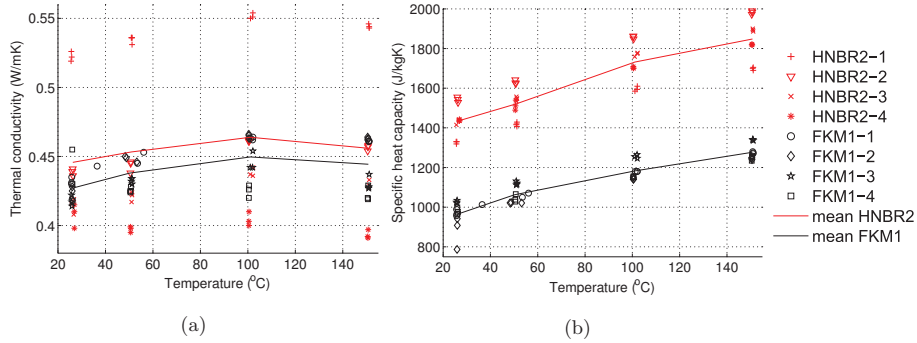 Thermal conductivity (W/mK)
0.55
0.5
0.45
0.4
20
40
60
80
100
120
140
Temperature (°C)
(a)
Specific heat capacity (J/kgK)
2000
1800
1600
1400
1200
1000
800
20
40
60
80
100
120
140
Temperature (°C)
(b)
HNBR2−1
HNBR2−2
HNBR2−3
HNBR2−4
FKM1−1
FKM1−2
FKM1−3
FKM1−4
mean HNBR2
mean FKM1